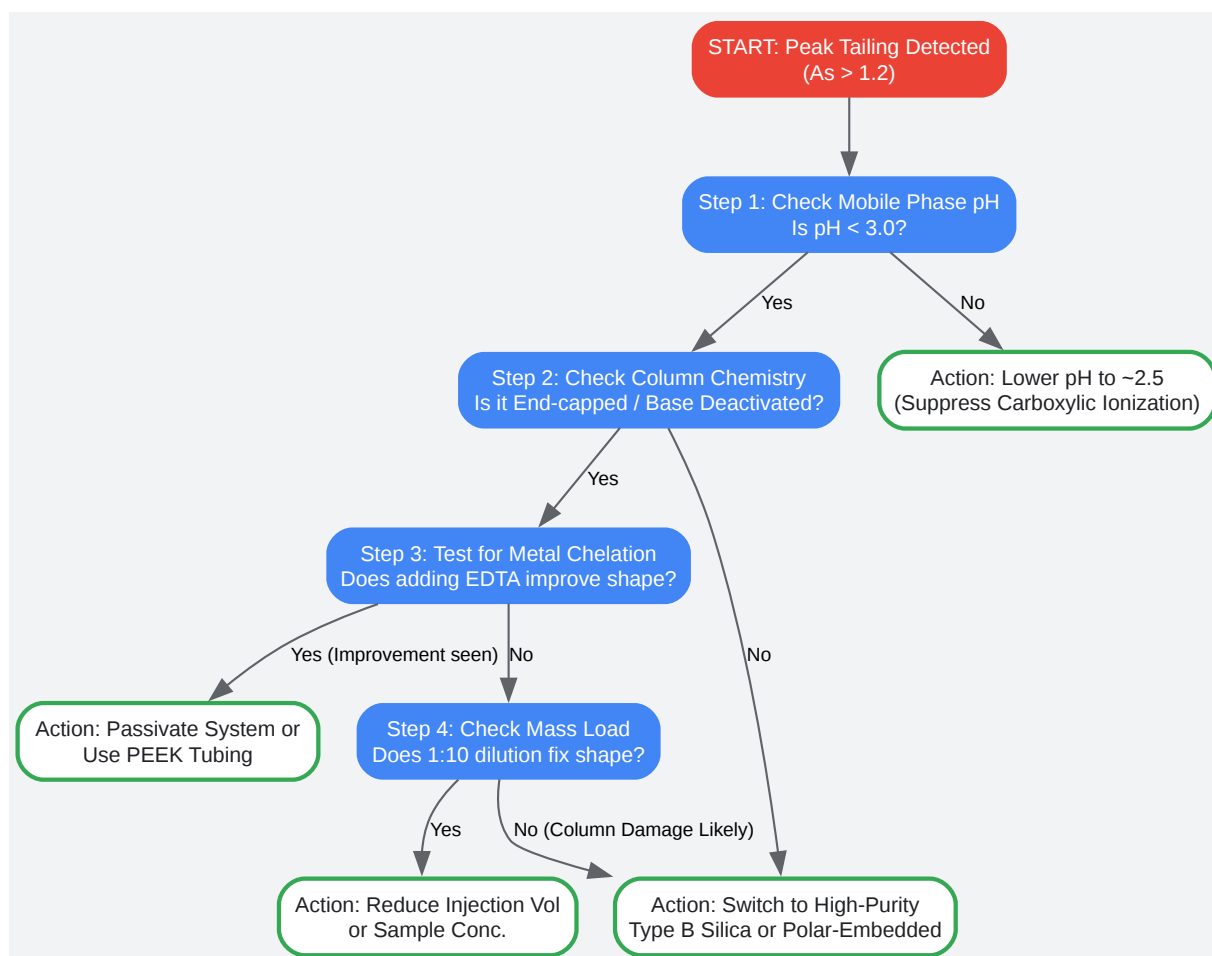 START: Peak Tailing Detected
(As > 1.2)
Step 1: Check Mobile Phase pH
Is pH < 3.0?
Yes
No
Step 2: Check Column Chemistry
Is it End-capped / Base Deactivated?
Action: Lower pH to ~2.5
(Suppress Carboxylic Ionization)
Yes
Step 3: Test for Metal Chelation
Does adding EDTA improve shape?
Yes (Improvement seen)
No
No
Action: Passivate System or
Use PEEK Tubing
Step 4: Check Mass Load
Does 1:10 dilution fix shape?
Yes
No (Column Damage Likely)
Action: Reduce Injection Vol
or Sample Conc.
Action: Switch to High-Purity
Type B Silica or Polar-Embedded